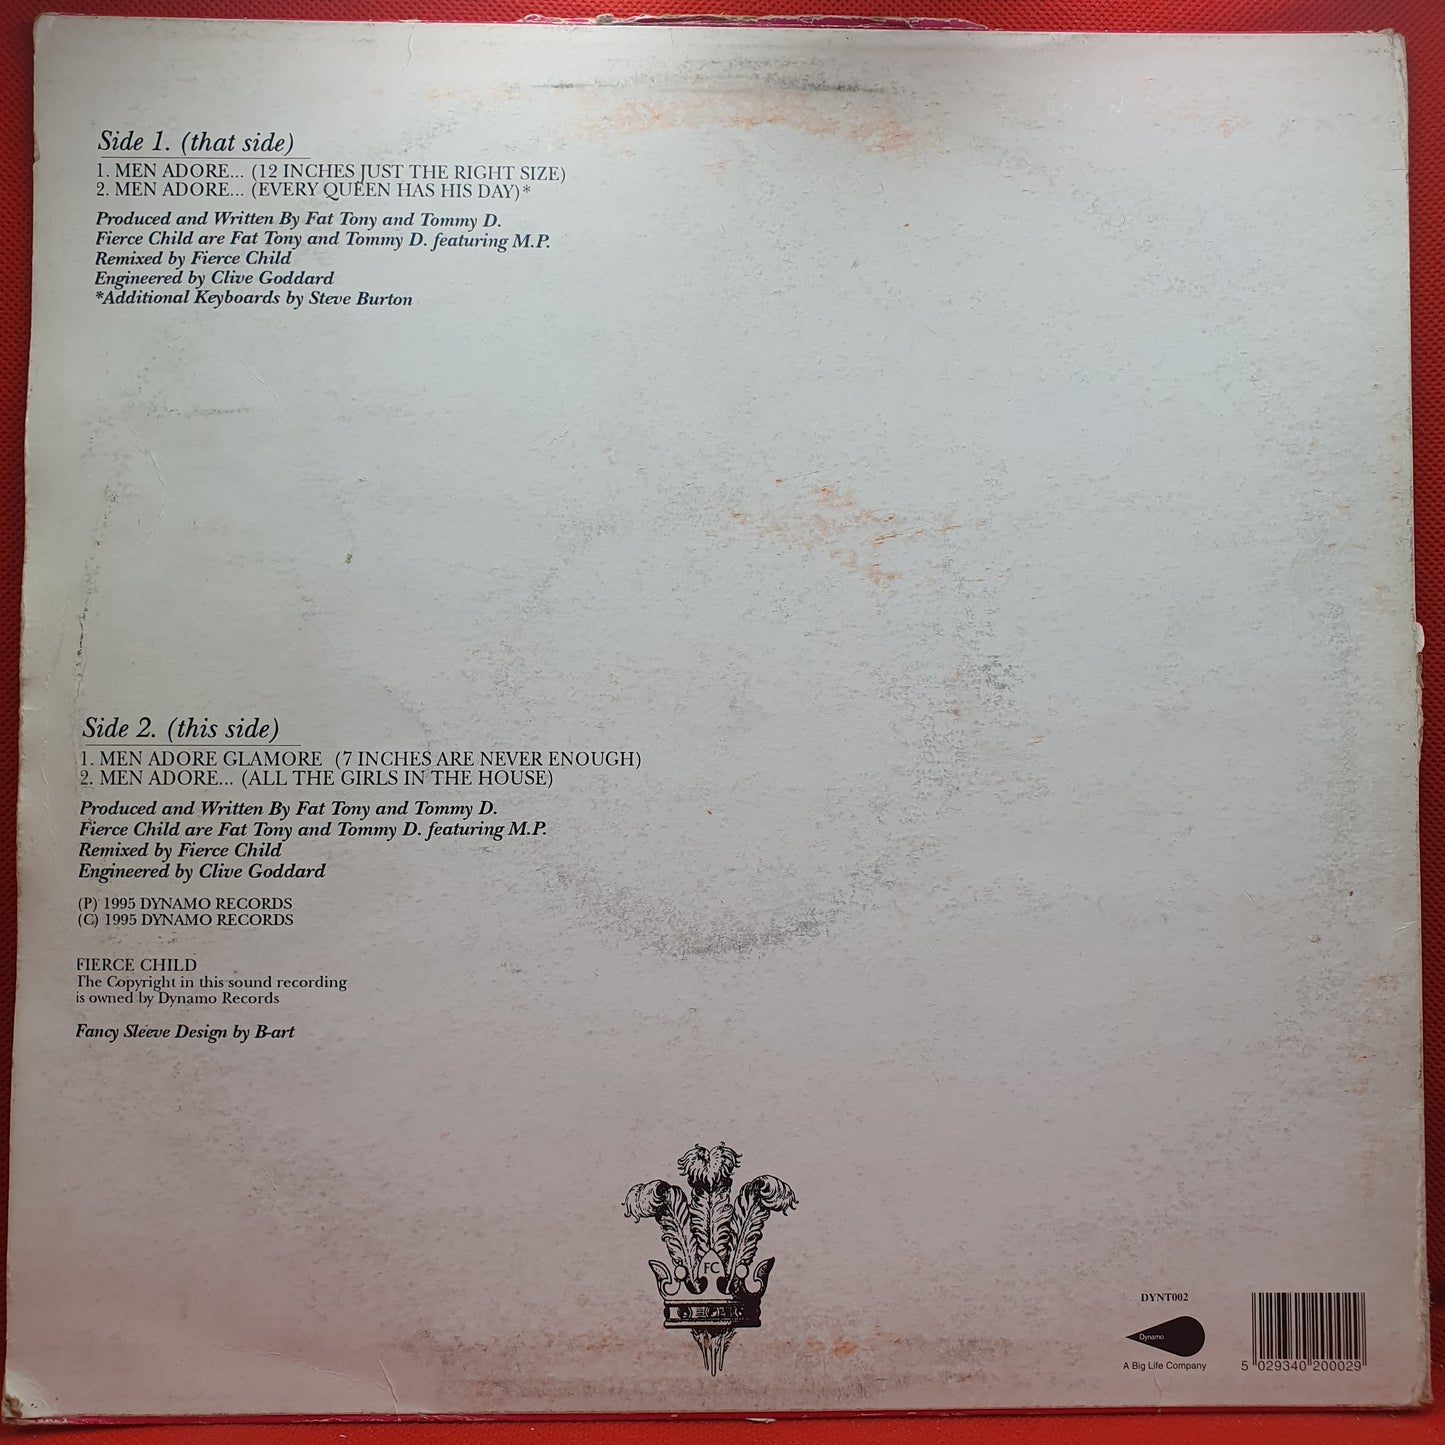 Side 1. (that side)
1. MEN ADORE... (12 INCHES JUST THE RIGHT SIZE)
2. MEN ADORE... (EVERY QUEEN HAS HIS DAY)*
Produced and Written By Fat Tony and Tommy D.
Fierce Child are Fat Tony and Tommy D. featuring M.P.
Remixed by Fierce Child
Engineered by Clive Goddard
*Additional Keyboards by Steve Burton
Side 2. (this side)
1. MEN ADORE GLAMORE (7 INCHES ARE NEVER ENOUGH)
2. MEN ADORE... (ALL THE GIRLS IN THE HOUSE)
Produced and Written By Fat Tony and Tommy D.
Fierce Child are Fat Tony and Tommy D. featuring M.P.
Remixed by Fierce Child
Engineered by Clive Goddard
(P) 1995 DYNAMO RECORDS
(C) 1995 DYNAMO RECORDS
FIERCE CHILD
The Copyright in this sound recording
is owned by Dynamo Records
Fancy Sleeve Design by B-art
FC
DYNT002
Dynamo
A Big Life Company
5 029340 200029